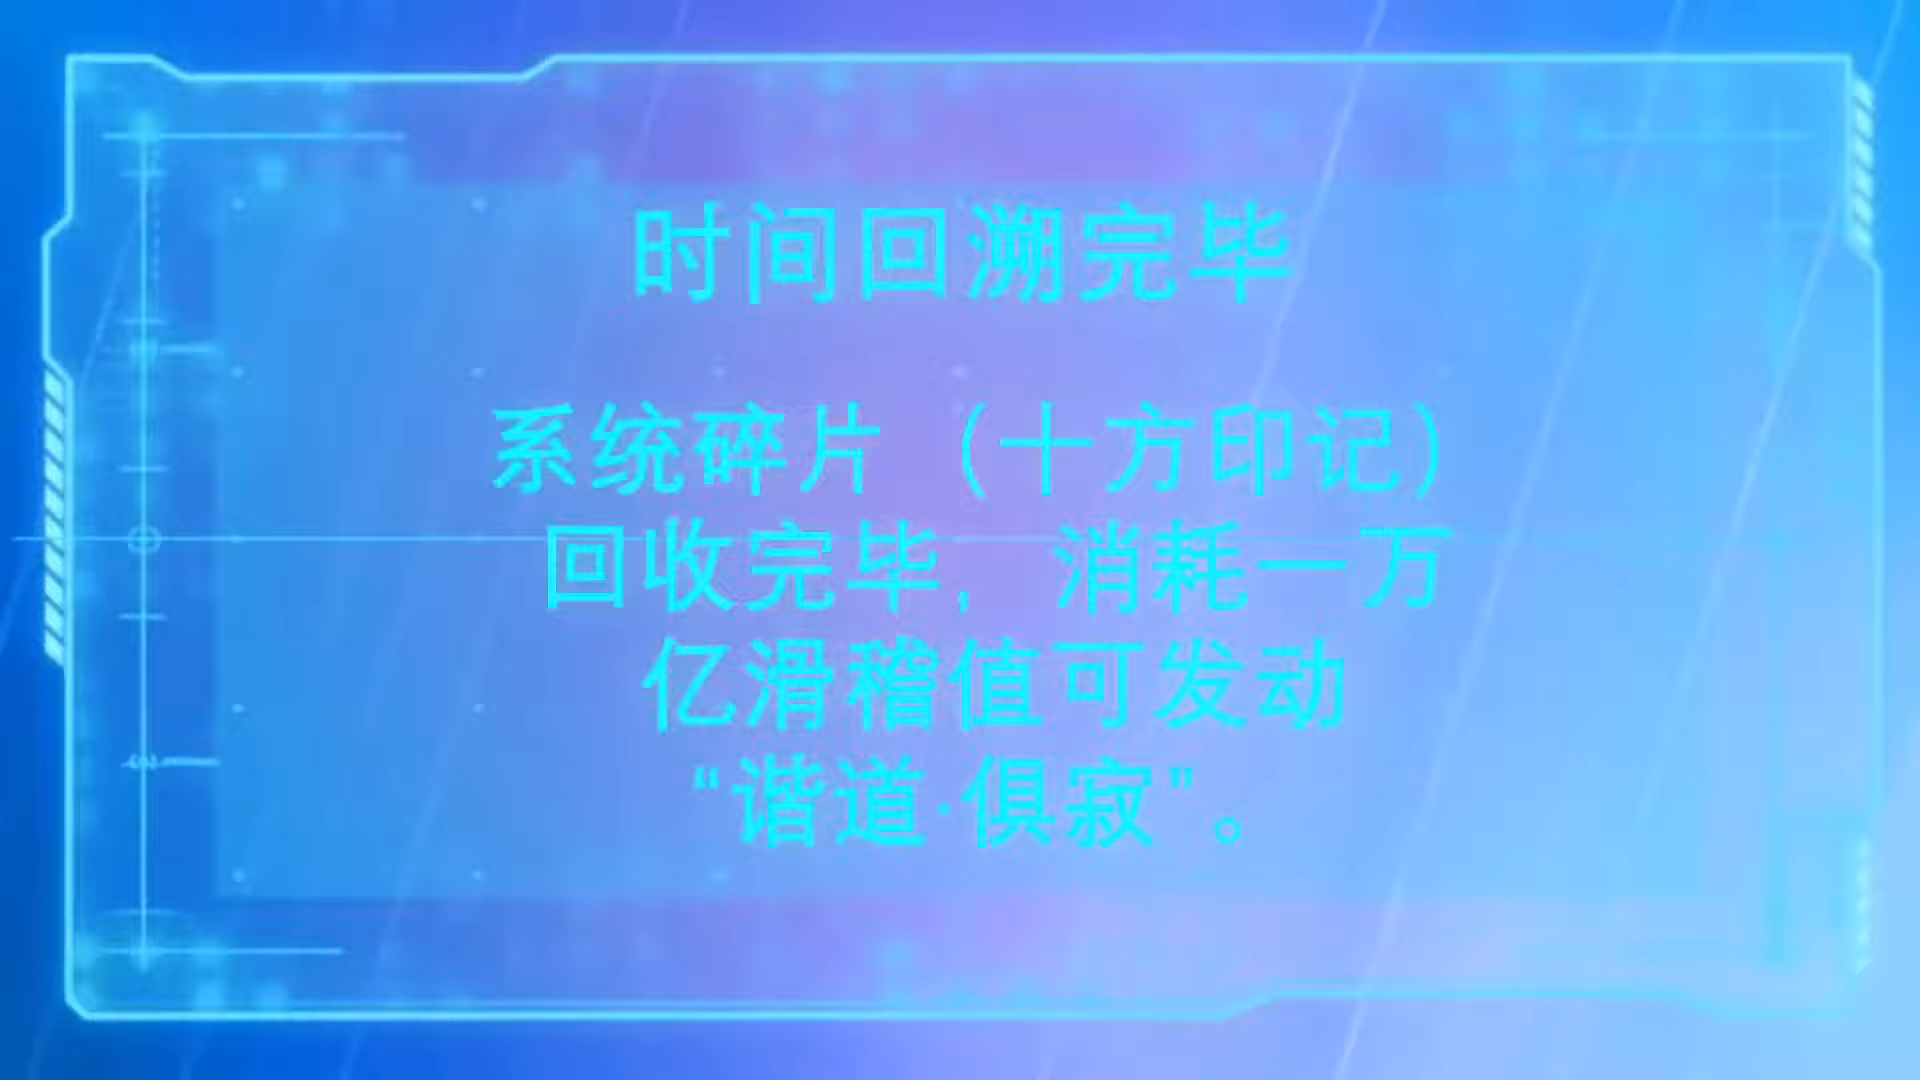 时间回溯完毕
系统碎片（十方印记）
回收完毕，消耗一万
亿滑稽值可发动
“谐道·俱寂”。